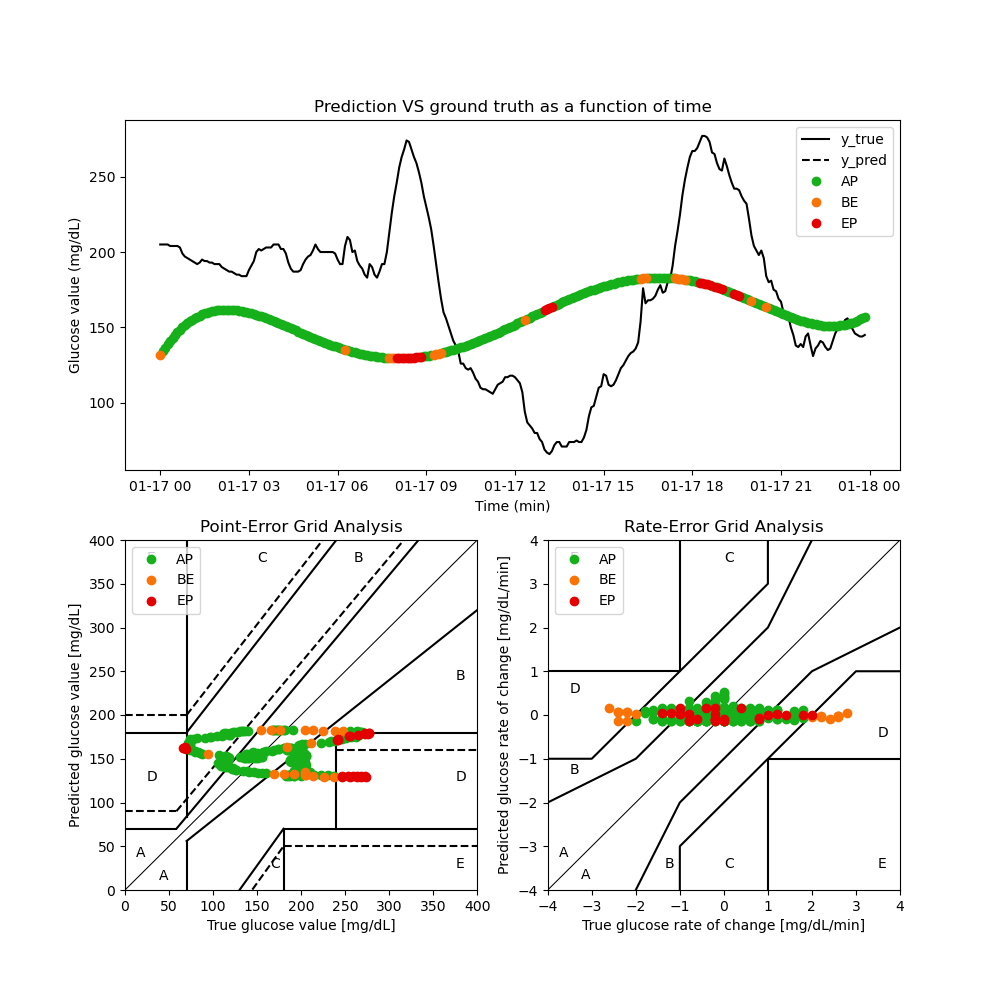 Prediction VS ground truth as a function of time
Glucose value (mg/dL)
250
200
150
100
y_true
y_pred
AP
BE
EP
01-17 00 01-17 03 01-17 06 01-17 09 01-17 12 01-17 15 01-17 18 01-17 21 01-18 00
Time (min)
Point-Error Grid Analysis
Predicted glucose value [mg/dL]
400
350
300
250
200
150
100
50
0
AP
BE
EP
C
B
B
D
D
A
A
C
E
0 50 100 150 200 250 300 350 400
True glucose value [mg/dL]
Rate-Error Grid Analysis
Predicted glucose rate of change [mg/dL/min]
4
3
2
1
0
−1
−2
−3
−4
AP
BE
EP
C
D
D
B
A
A
B
C
E
−4 −3 −2 −1 0 1 2 3 4
True glucose rate of change [mg/dL/min]